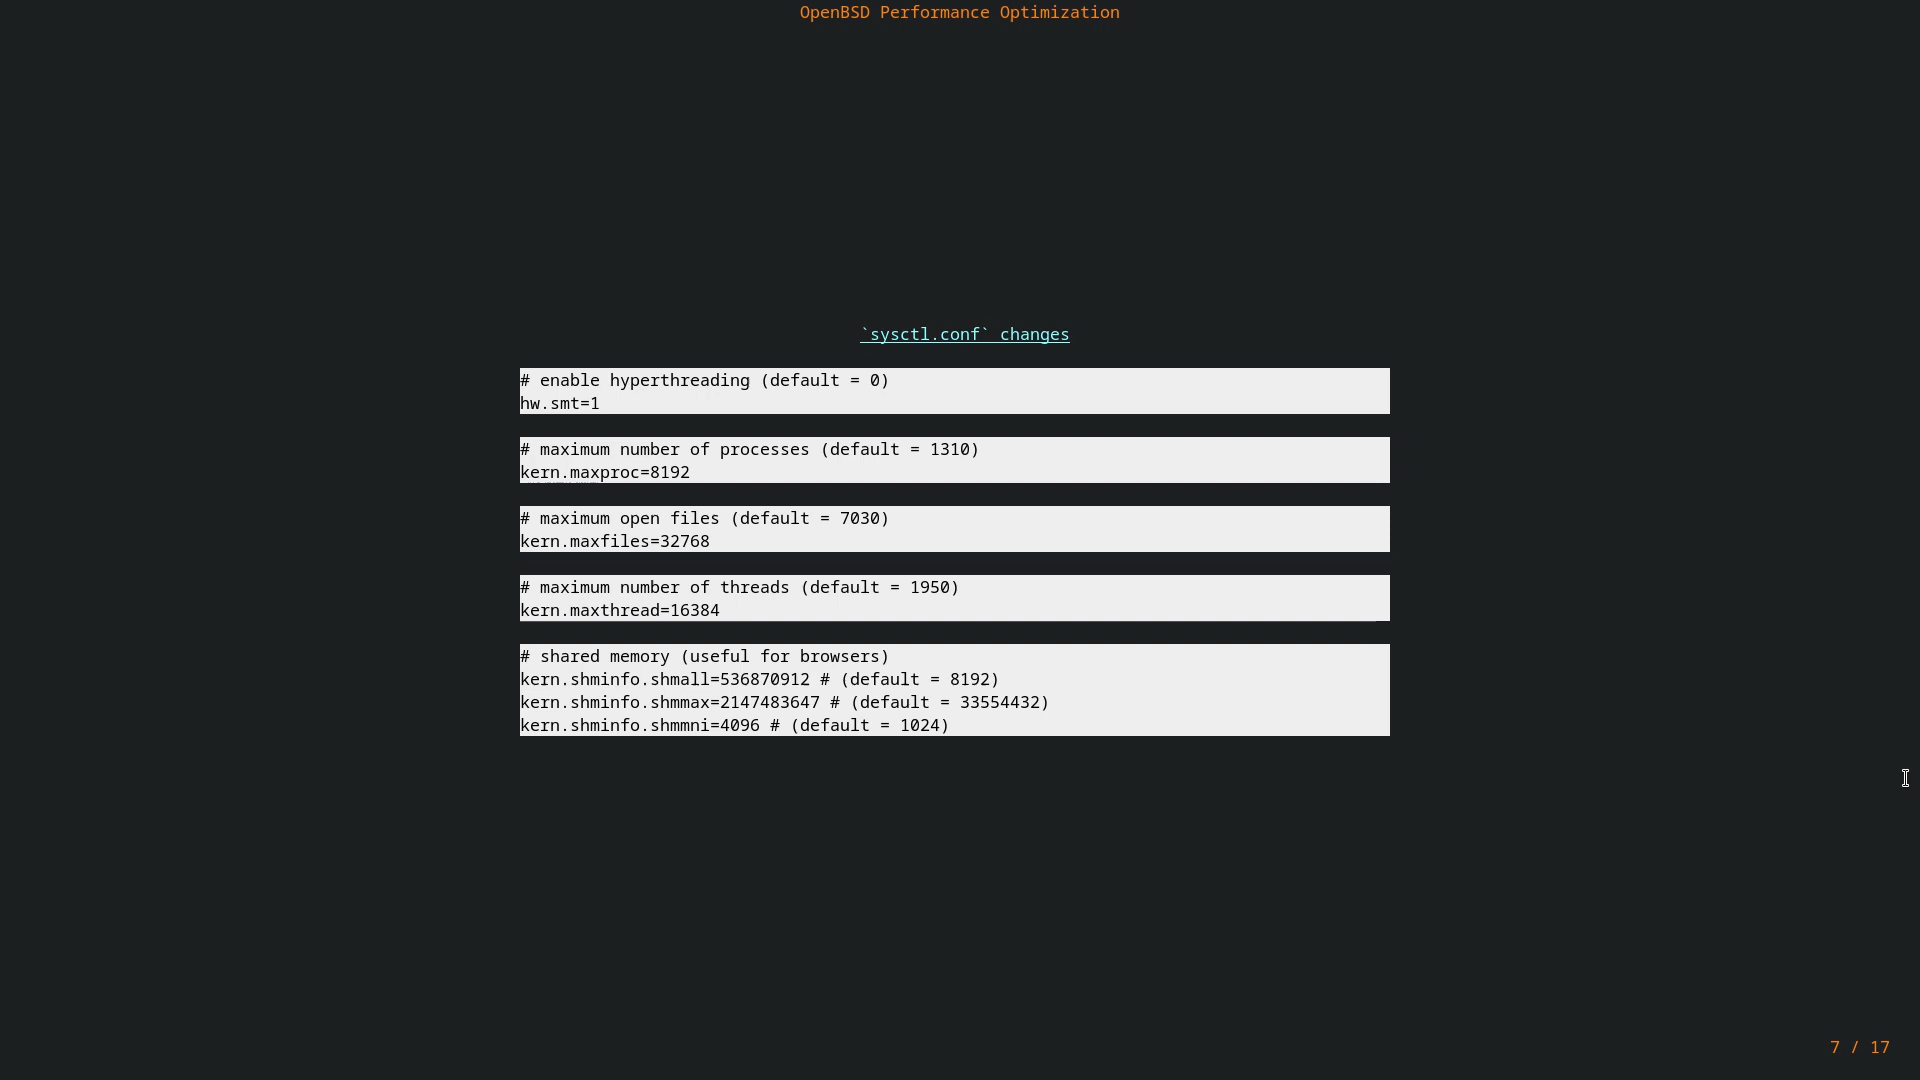 OpenBSD Performance Optimization
`sysctl.conf` changes
# enable hyperthreading (default = 0)
hw.smt=1
# maximum number of processes (default = 1310)
kern.maxproc=8192
# maximum open files (default = 7030)
kern.maxfiles=32768
# maximum number of threads (default = 1950)
kern.maxthread=16384
# shared memory (useful for browsers)
kern.shminfo.shmall=536870912 # (default = 8192)
kern.shminfo.shmmax=2147483647 # (default = 33554432)
kern.shminfo.shmmni=4096 # (default = 1024)
7 / 17